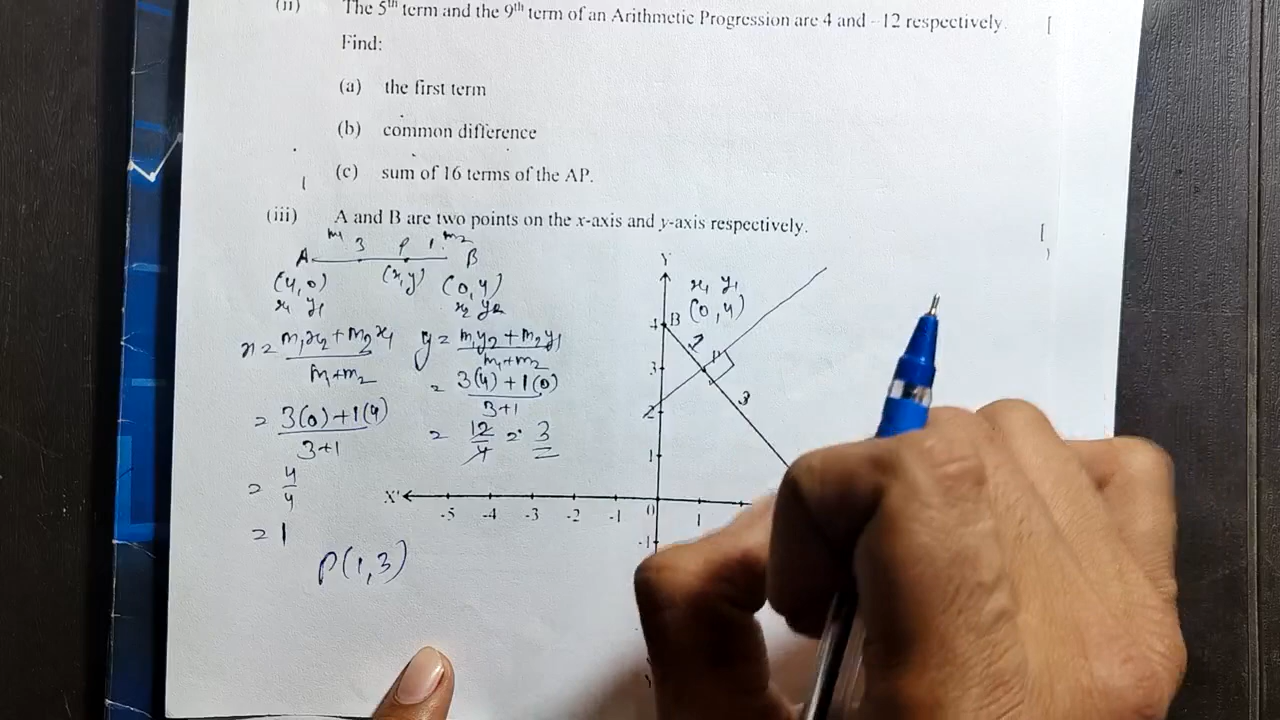 (ii) The 5th term and the 9th term of an Arithmetic Progression are 4 and –12 respectively. [
Find:
(a) the first term
(b) common difference
(c) sum of 16 terms of the AP.
(iii) A and B are two points on the x-axis and y-axis respectively. [
m1 3 P 1 m2
A B
(4,0) (x,y) (0,4)
x1 y1 x2 y2
x = m1x2 + m2x1 / m1+m2
y = m1y2 + m2y1 / m1+m2
= 3(0)+1(4) / 3+1
= 3(4)+1(0) / 3+1
= 12/4 = 3
= 4/4
= 1
P(1,3)
Y
x1 y1
(0,4)
4 B
1 P
3 3
2
1
X' -5 -4 -3 -2 -1 0 1
-1